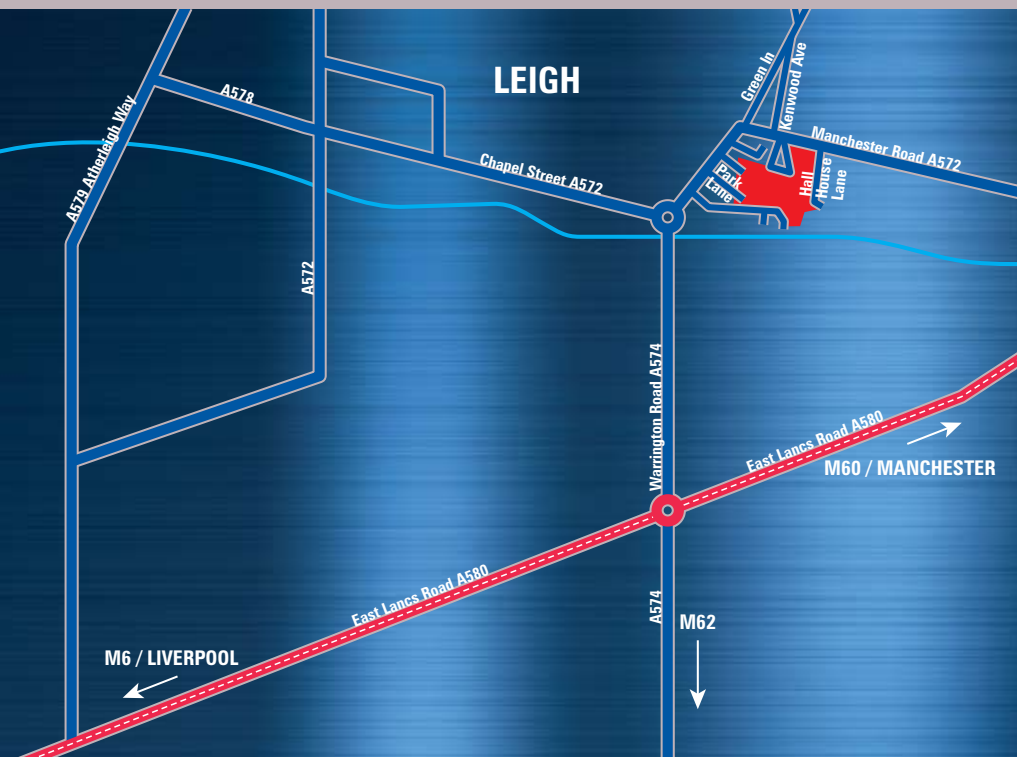 LEIGH
Green ln
Kenwood Ave
A578
A579 Atherleigh Way
Manchester Road A572
Chapel Street A572
Park
Lane
Hall
House
Lane
A572
Warrington Road A574
East Lancs Road A580
M60 / MANCHESTER
East Lancs Road A580
A574
M62
M6 / LIVERPOOL